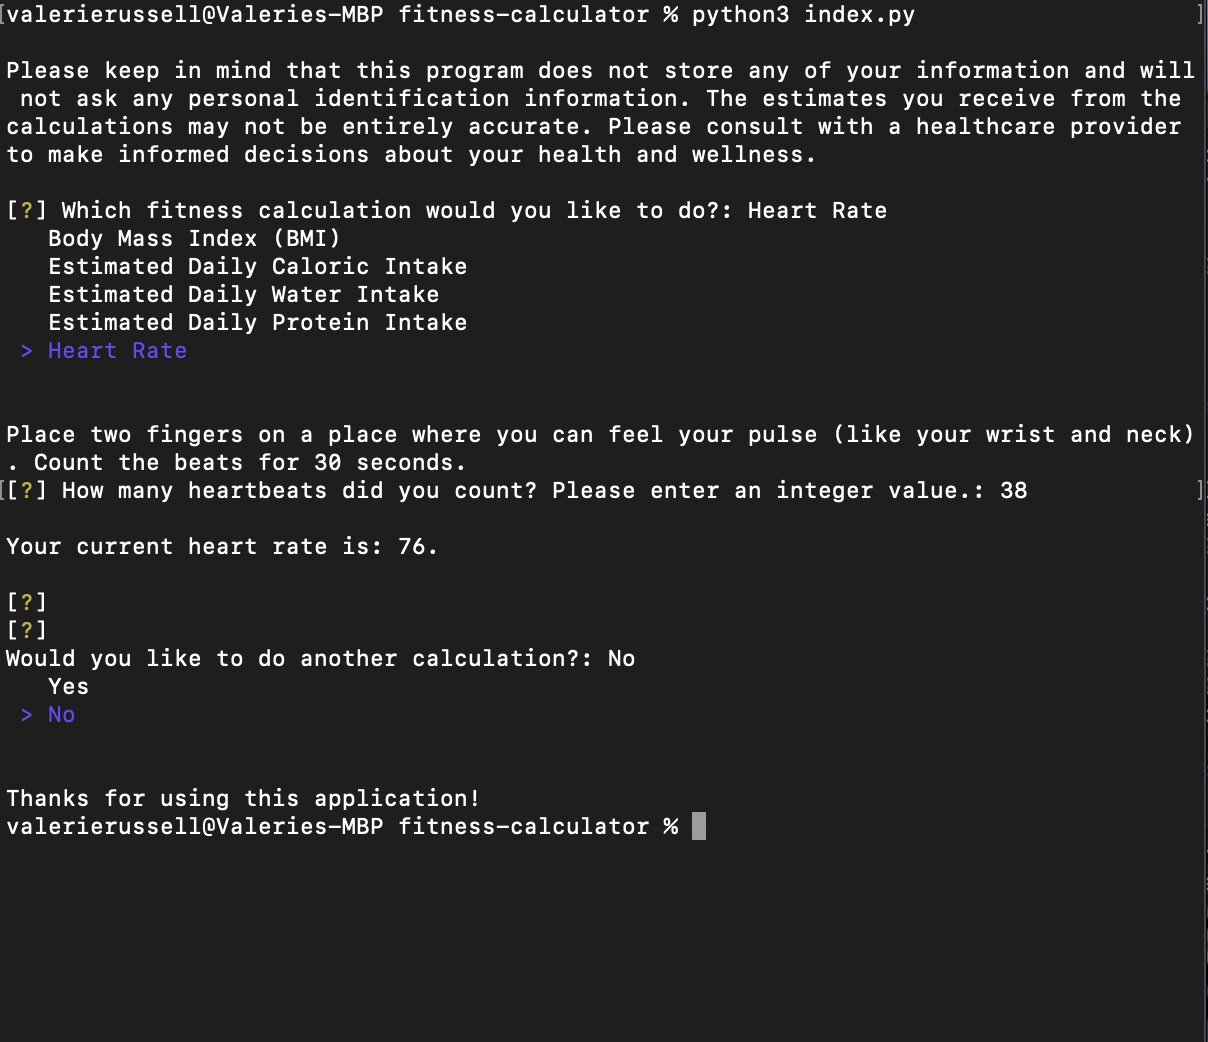 [valerierussell@Valeries-MBP fitness-calculator % python3 index.py ]
Please keep in mind that this program does not store any of your information and will
not ask any personal identification information. The estimates you receive from the
calculations may not be entirely accurate. Please consult with a healthcare provider
to make informed decisions about your health and wellness.
[?] Which fitness calculation would you like to do?: Heart Rate
Body Mass Index (BMI)
Estimated Daily Caloric Intake
Estimated Daily Water Intake
Estimated Daily Protein Intake
> Heart Rate
Place two fingers on a place where you can feel your pulse (like your wrist and neck)
. Count the beats for 30 seconds.
[[?] How many heartbeats did you count? Please enter an integer value.: 38 ]
Your current heart rate is: 76.
[?]
[?]
Would you like to do another calculation?: No
Yes
> No
Thanks for using this application!
valerierussell@Valeries-MBP fitness-calculator %